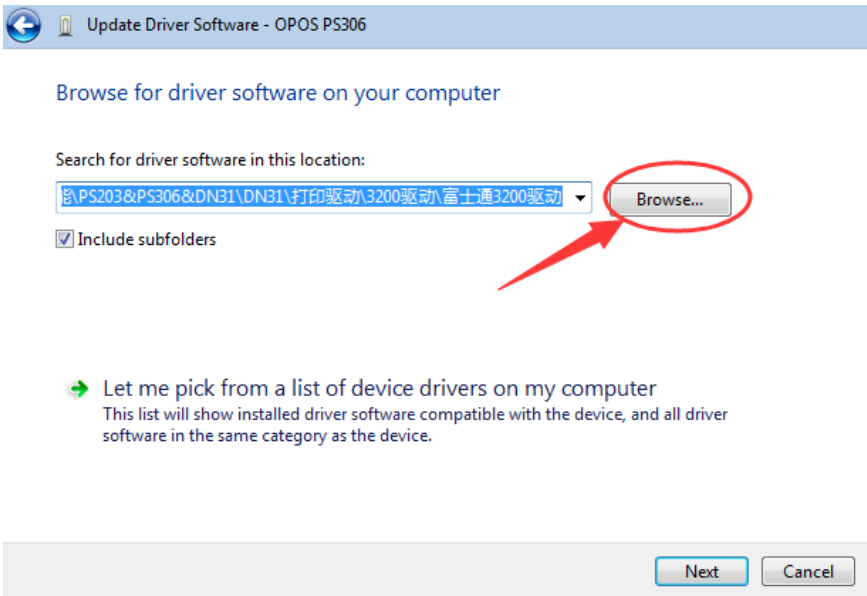 Update Driver Software - OPOS PS306
Browse for driver software on your computer
Search for driver software in this location:
\PS203&PS306&DN31\DN31\打印驱动\3200驱动\富士通3200驱动
Browse...
Include subfolders
Let me pick from a list of device drivers on my computer
This list will show installed driver software compatible with the device, and all driver
software in the same category as the device.
Next
Cancel